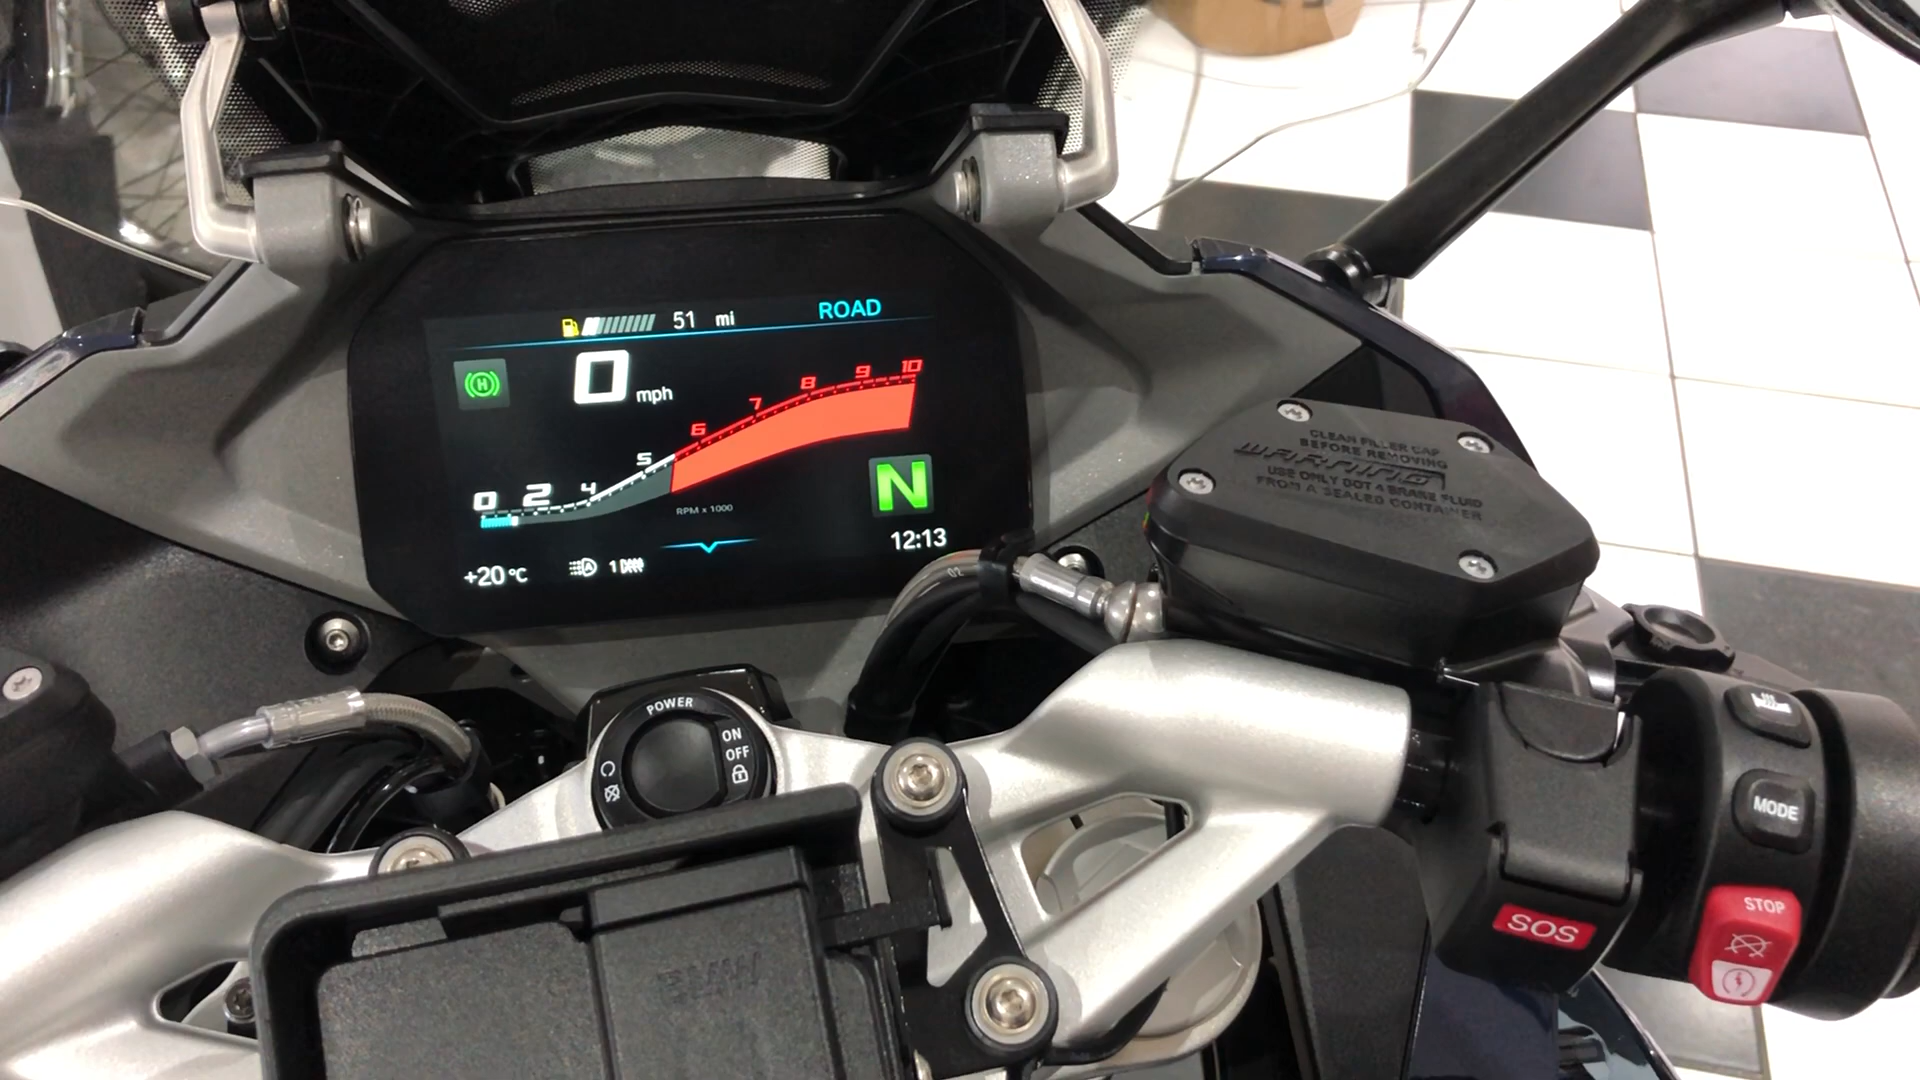 51 mi
ROAD
H
0 mph
0 2 4 5 6 7 8 9 10
RPM x 1000
N
12:13
+20 °C
A
1
CLEAN FILLER CAP
BEFORE REMOVING
WARNING
USE ONLY DOT 4 BRAKE FLUID
FROM A SEALED CONTAINER
02
POWER
ON
OFF
BMW
MODE
STOP
SOS